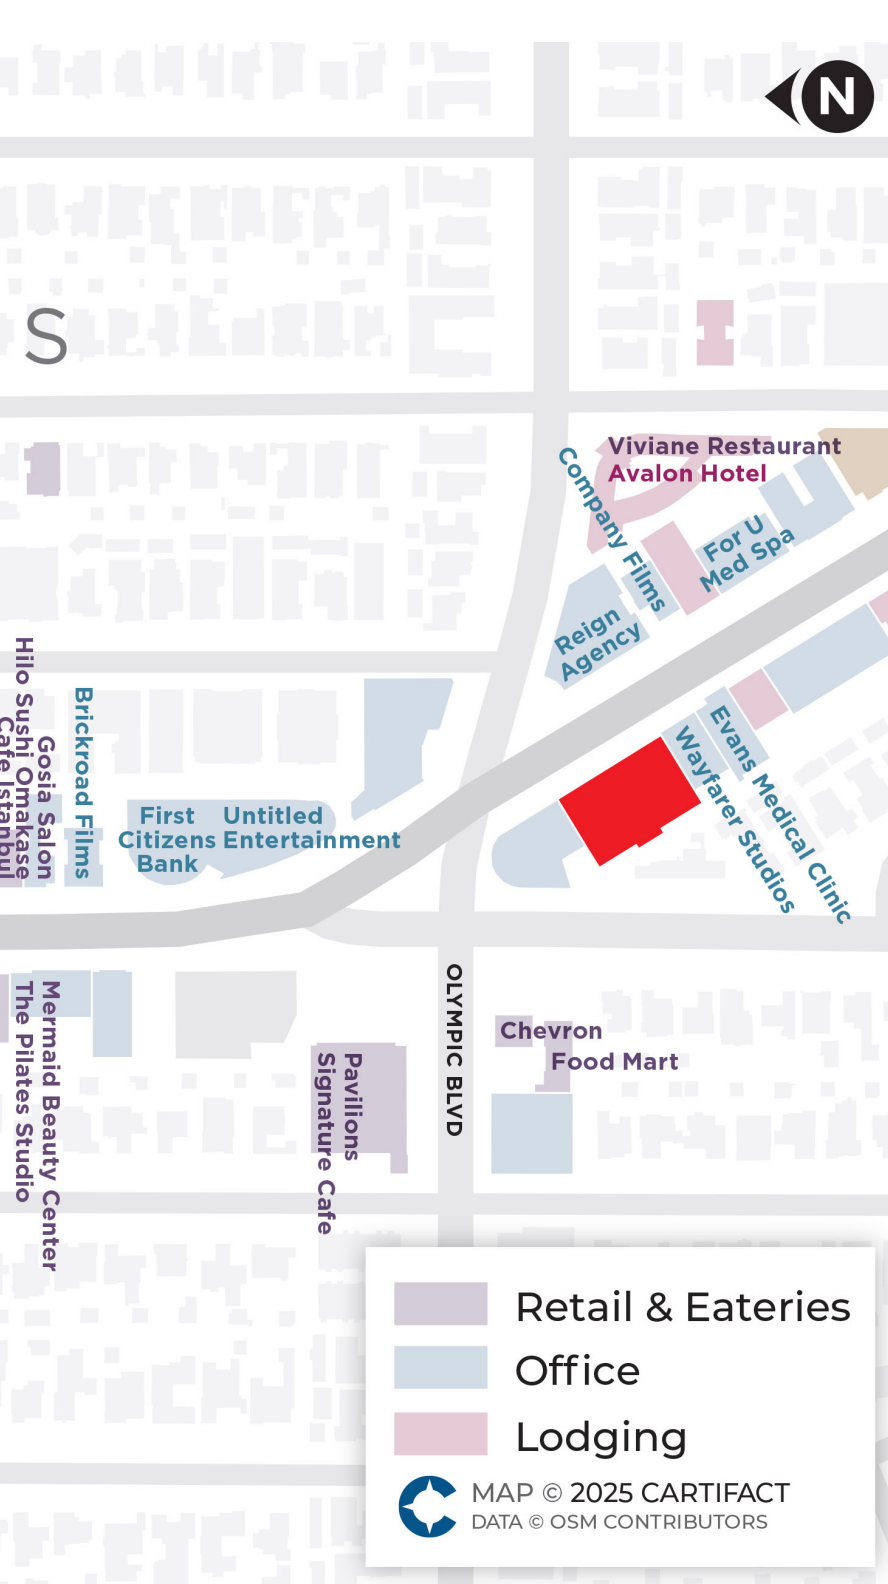 N
S
Viviane Restaurant
Avalon Hotel
Company Films
For U
Med Spa
Reign
Agency
Hilo Sushi Omakase
Cafe Istanbul
Gosia Salon
Brickroad Films
First
Citizens
Bank
Untitled
Entertainment
Evans Medical Clinic
Wayfarer Studios
OLYMPIC BLVD
Mermaid Beauty Center
The Pilates Studio
Pavilions
Signature Cafe
Chevron
Food Mart
Retail & Eateries
Office
Lodging
MAP © 2025 CARTIFACT
DATA © OSM CONTRIBUTORS